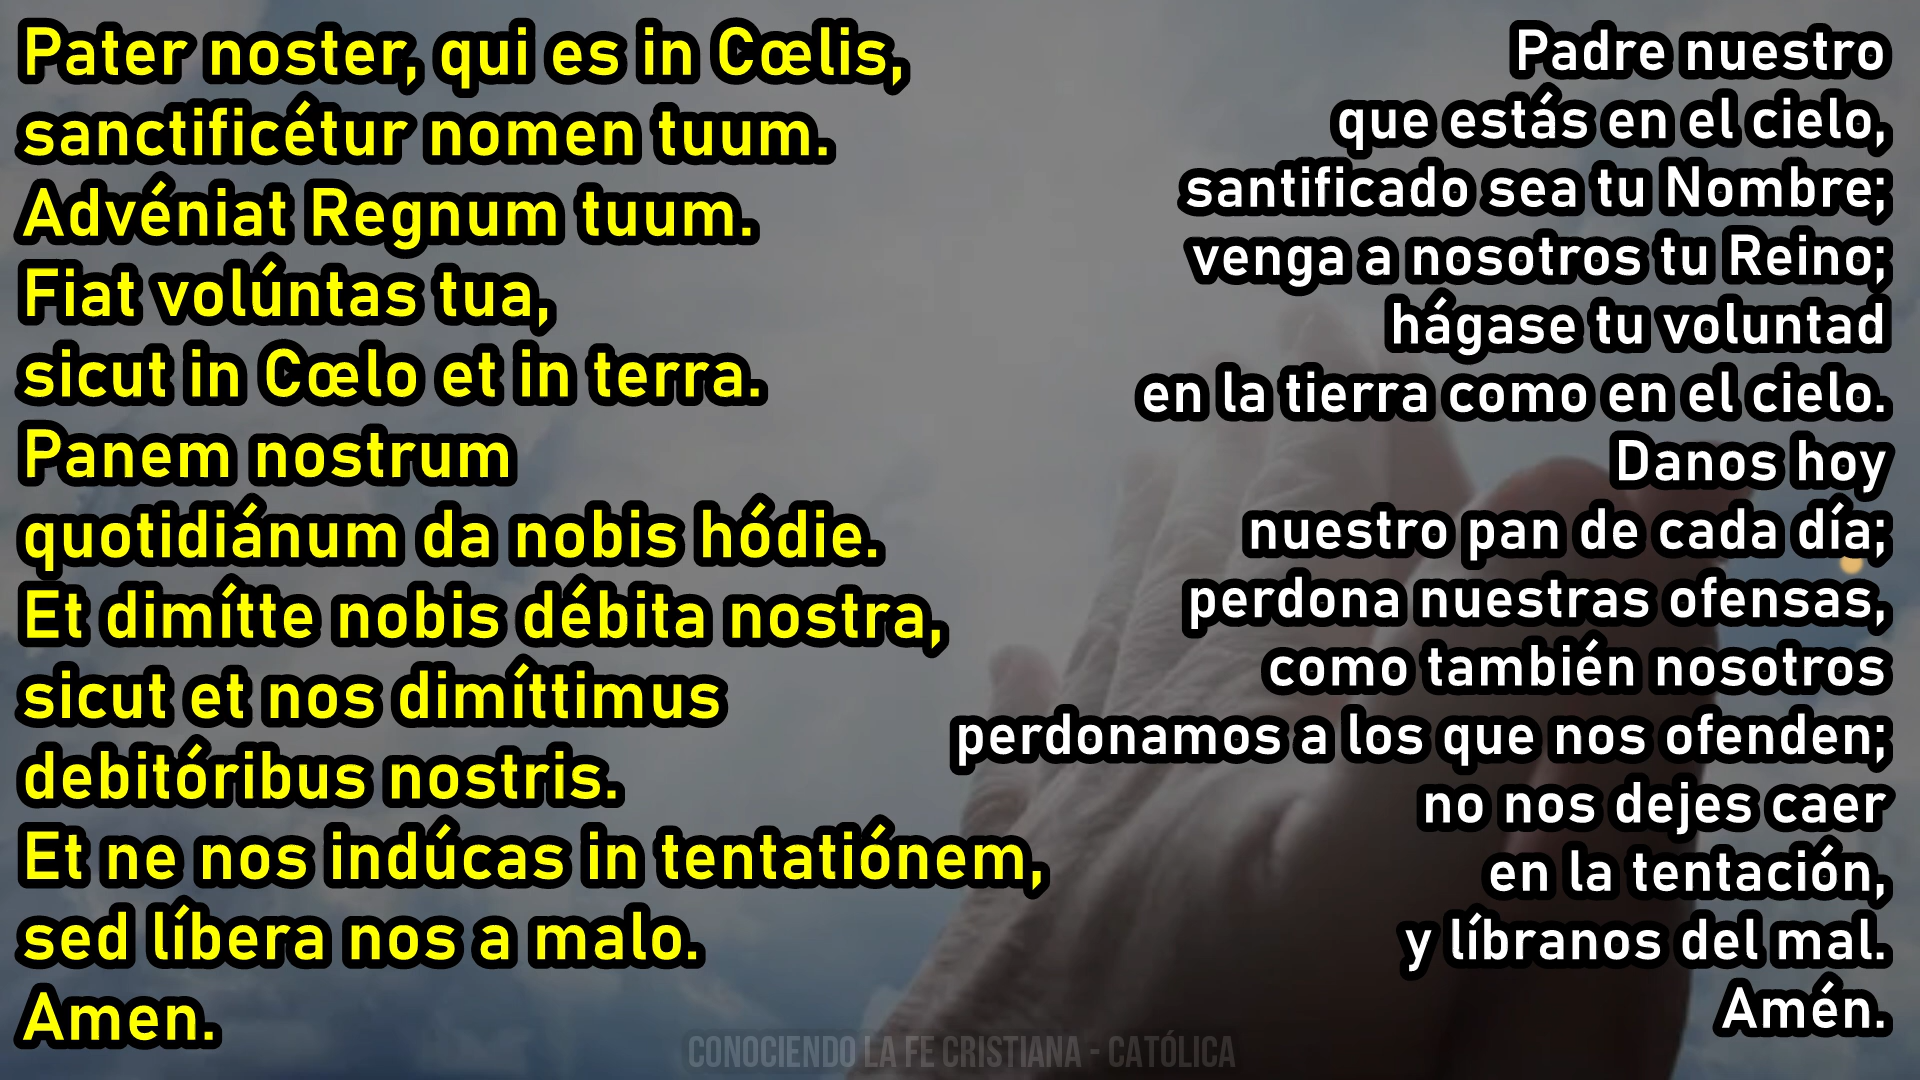 Pater noster, qui es in Cœlis,
sanctificétur nomen tuum.
Advéniat Regnum tuum.
Fiat volúntas tua,
sicut in Cœlo et in terra.
Panem nostrum
quotidiánum da nobis hódie.
Et dimítte nobis débita nostra,
sicut et nos dimíttimus
debitóribus nostris.
Et ne nos indúcas in tentatiónem,
sed líbera nos a malo.
Amen.
Padre nuestro
que estás en el cielo,
santificado sea tu Nombre;
venga a nosotros tu Reino;
hágase tu voluntad
en la tierra como en el cielo.
Danos hoy
nuestro pan de cada día;
perdona nuestras ofensas,
como también nosotros
perdonamos a los que nos ofenden;
no nos dejes caer
en la tentación,
y líbranos del mal.
Amén.
CONOCIENDO LA FE CRISTIANA - CATÓLICA